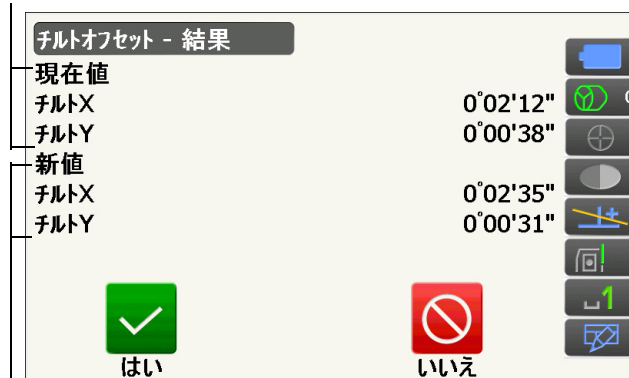 チルトオフセット - 結果
現在値
チルトX 0°02'12"
チルトY 0°00'38"
新値
チルトX 0°02'35"
チルトY 0°00'31"
はい いいえ